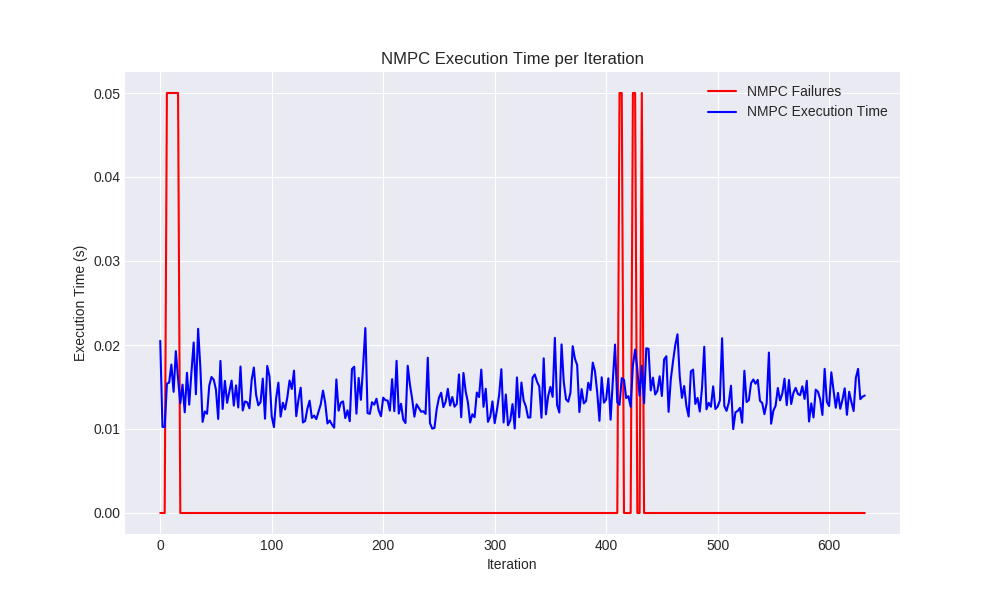 NMPC Execution Time per Iteration
NMPC Failures
NMPC Execution Time
Execution Time (s)
0.05
0.04
0.03
0.02
0.01
0.00
0 100 200 300 400 500 600
Iteration